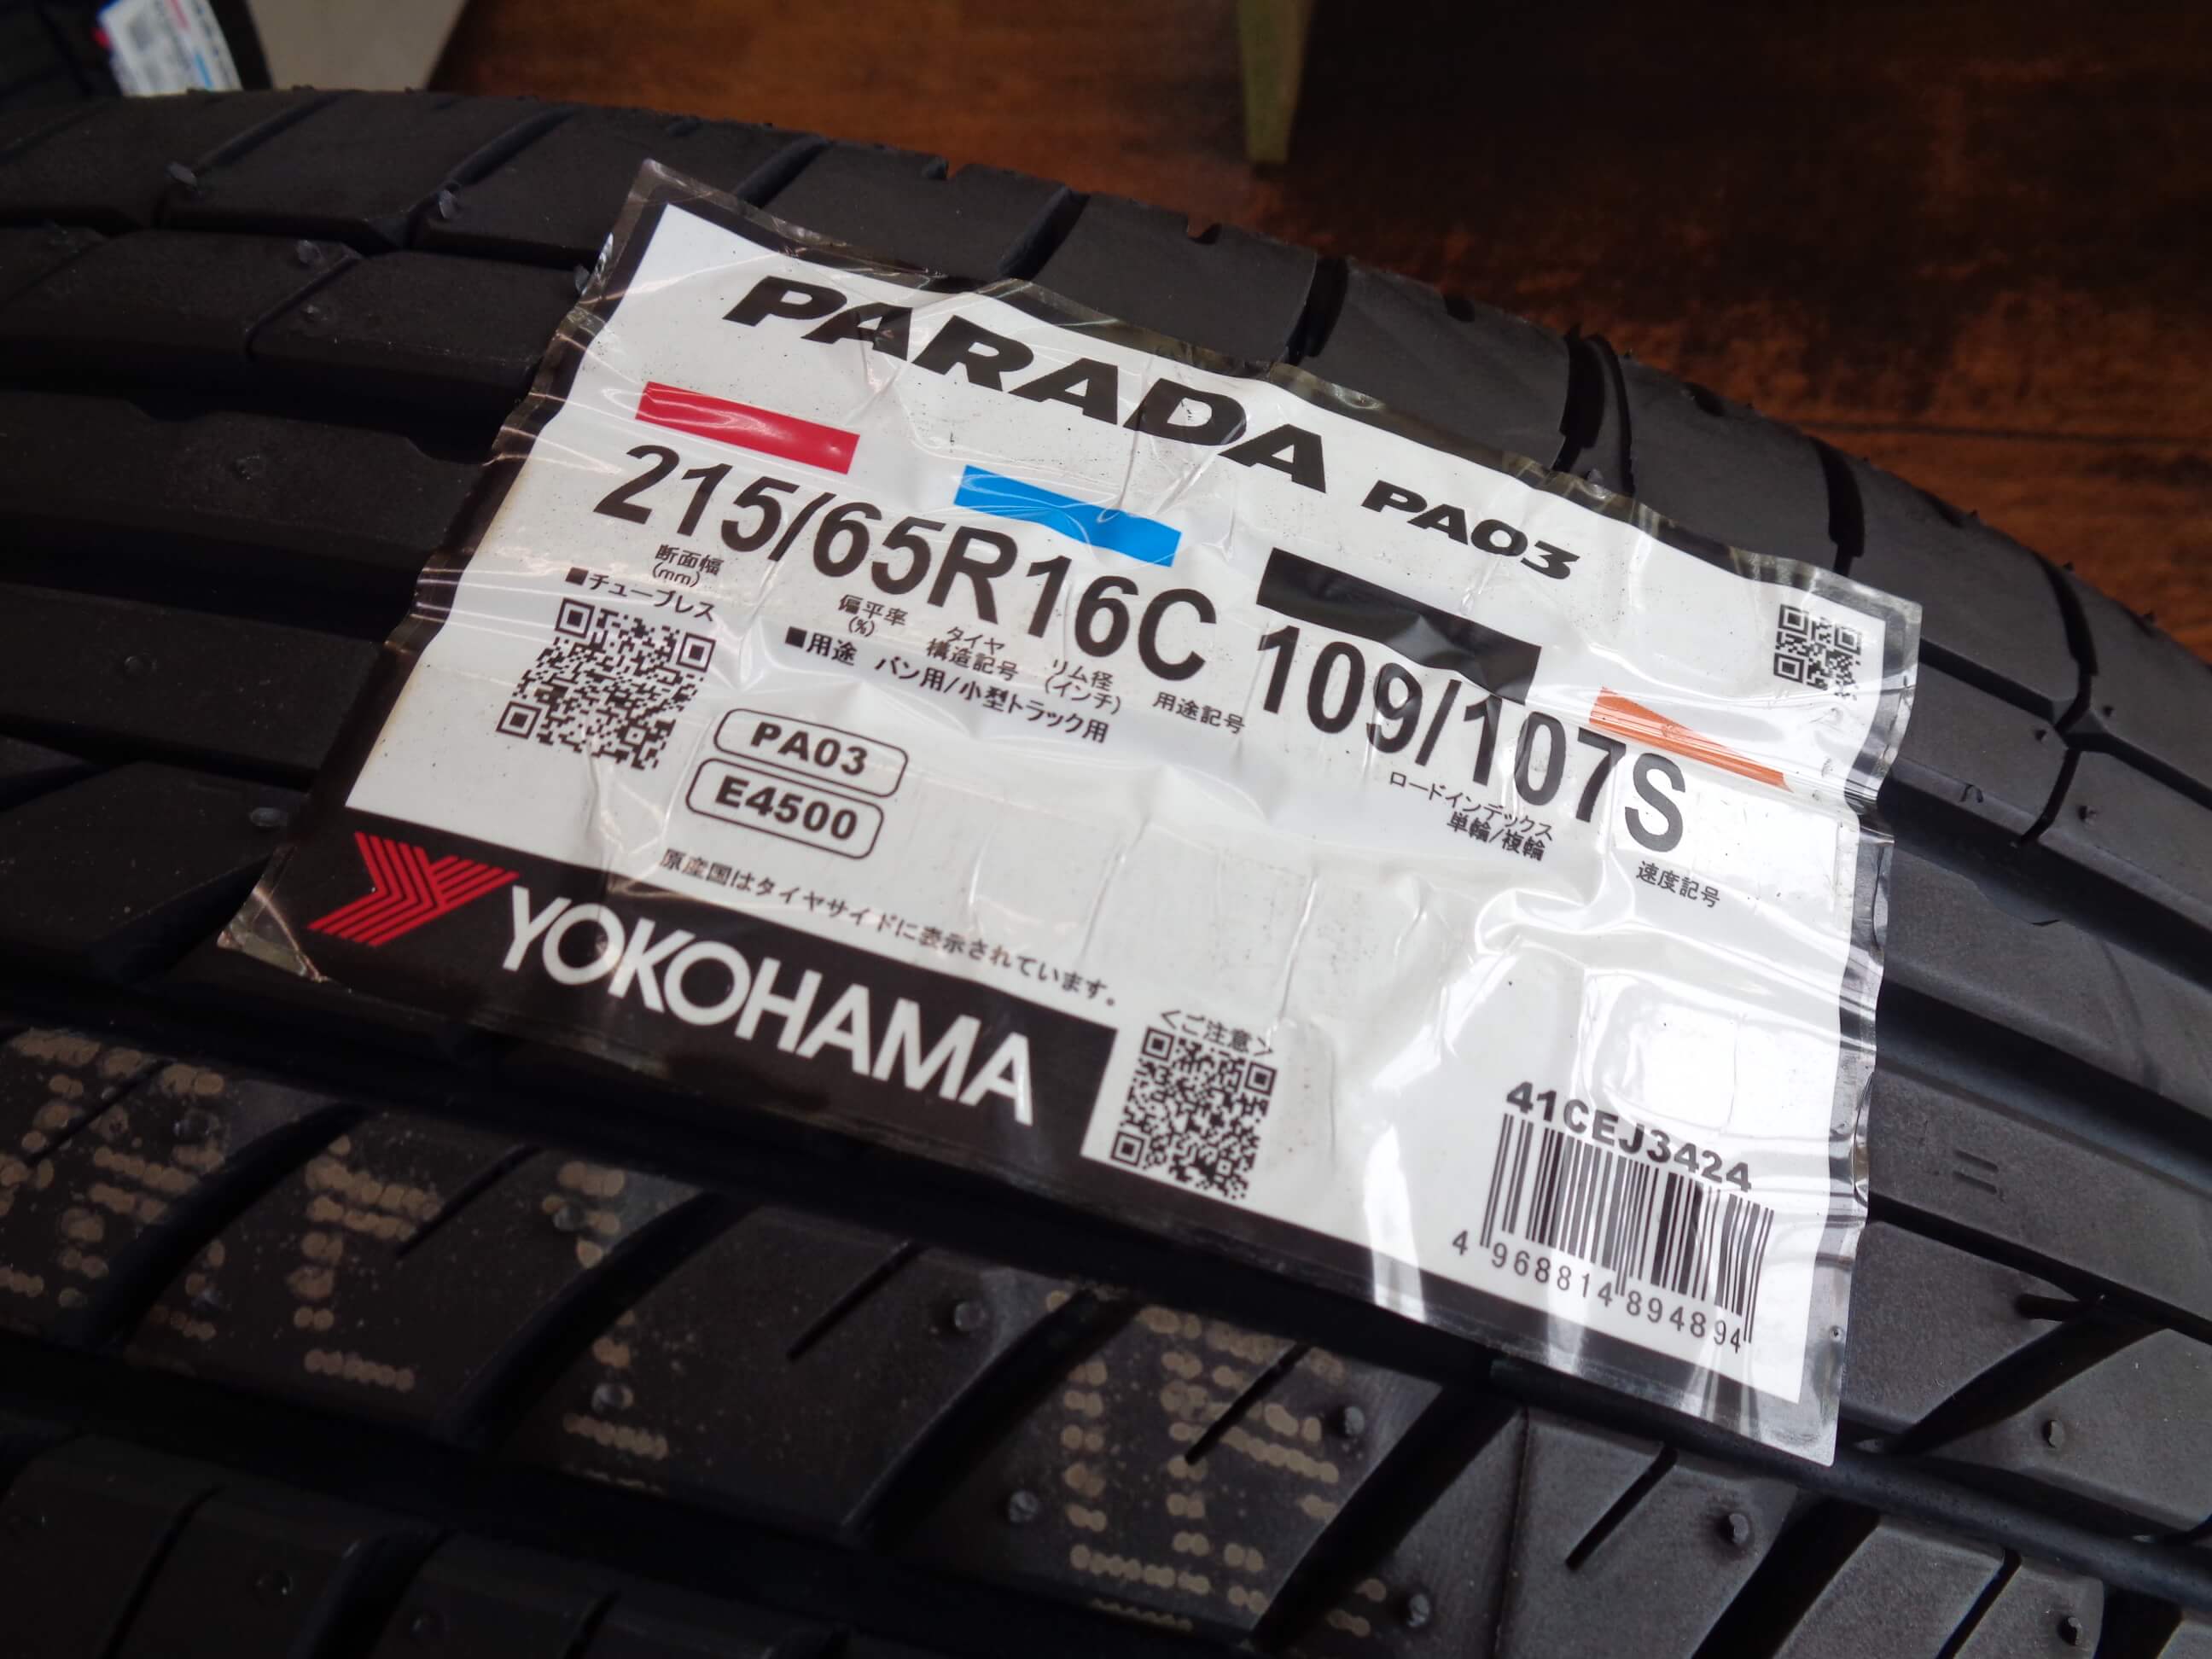 PARADA PA03
215/65R16C 109/107S
断面幅
(mm)
偏平率
(%)
タイヤ
構造記号
リム径
(インチ)
用途記号
ロードインデックス
単輪/複輪
速度記号
■チューブレス
■用途 バン用/小型トラック用
PA03
E4500
原産国はタイヤサイドに表示されています。
YOKOHAMA
<ご注意>
41CEJ3424
4 968814 894894